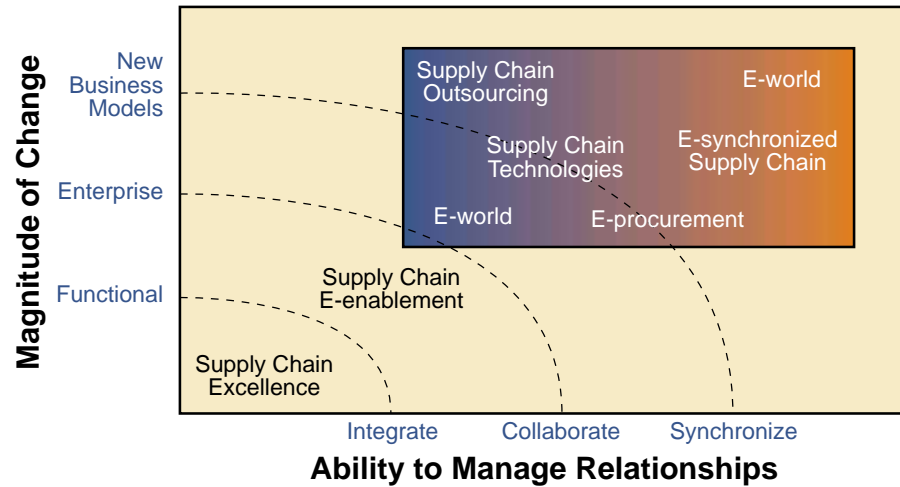 Magnitude of Change
New
Business
Models
Enterprise
Functional
Supply Chain
Outsourcing
E-world
Supply Chain
Technologies
E-synchronized
Supply Chain
E-world
E-procurement
Supply Chain
E-enablement
Supply Chain
Excellence
Integrate
Collaborate
Synchronize
Ability to Manage Relationships